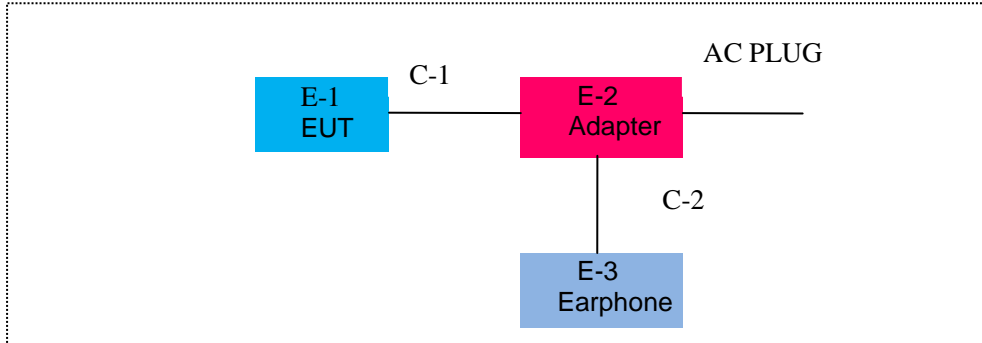 AC PLUG
C-1
E-1
EUT
E-2
Adapter
C-2
E-3
Earphone